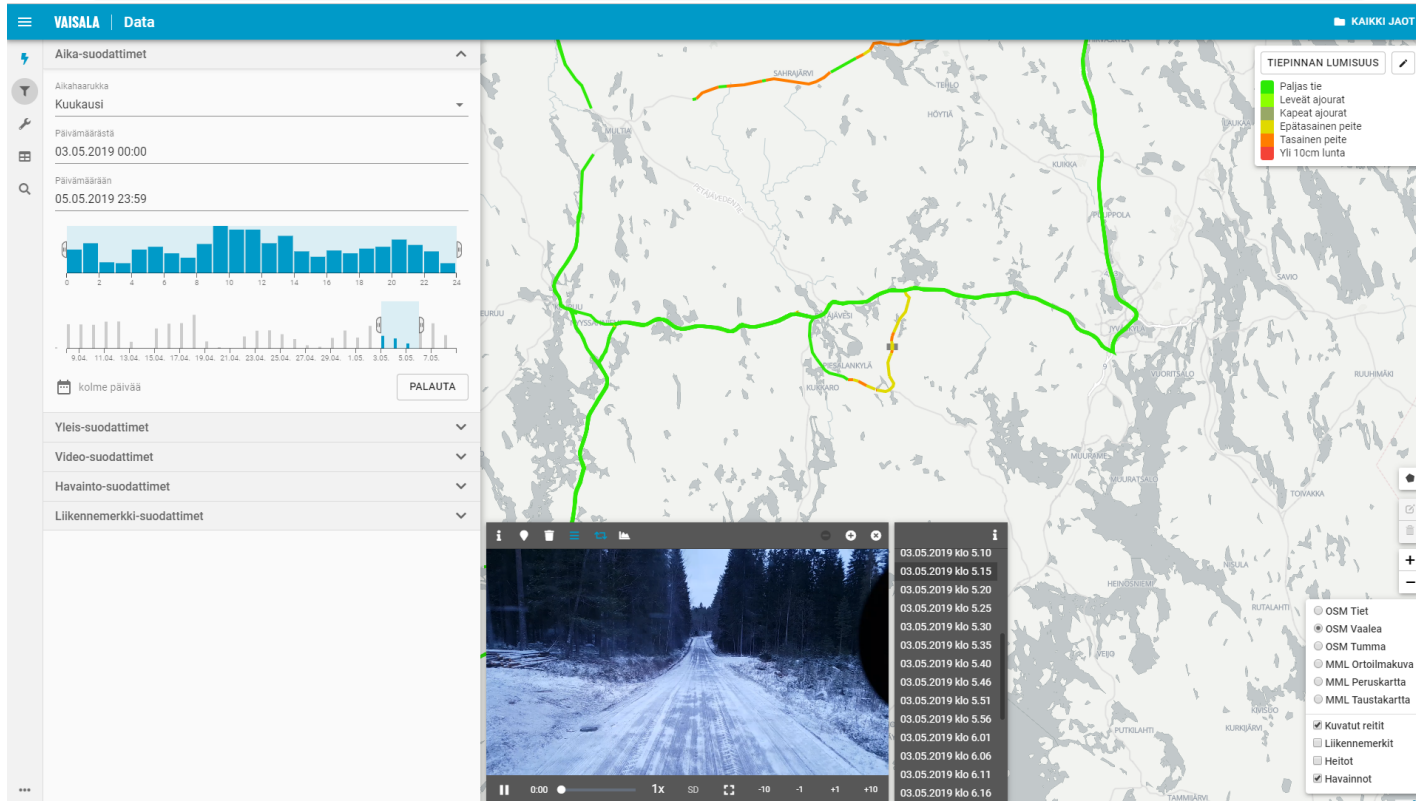 VAISALA Data
KAIKKI JAOT
Aika-suodattimet
Aikahaarukka
Kuukausi
Päivämäärästä
03.05.2019 00:00
Päivämäärään
05.05.2019 23:59
0 2 4 6 8 10 12 14 16 18 20 22 24
9.04. 11.04. 13.04. 15.04. 17.04. 19.04. 21.04. 23.04. 25.04. 27.04. 29.04. 1.05. 3.05. 5.05. 7.05.
kolme päivää
PALAUTA
Yleis-suodattimet
Video-suodattimet
Havainto-suodattimet
Liikennemerkki-suodattimet
SAHRAJÄRVI
TEHLO
HÖYTIÄ
MULTIA
KUIKKA
PUUPPOLA
SAVIO
KUKKARO
VUORITSALO
RUUHIMÄKI
MUURAME
MUURATSALO
TOIVAKKA
NISULA
HEINOSNIEMI
RUTALAHTI
VEIJO
KIVISUO
PUTKILAHTI
KURKIJÄRVI
TAMMIJÄRVI
TIEPINNAN LUMISUUS
Paljas tie
Leveät ajourat
Kapeat ajourat
Epätasainen peite
Tasainen peite
Yli 10cm lunta
03.05.2019 klo 5.10
03.05.2019 klo 5.15
03.05.2019 klo 5.20
03.05.2019 klo 5.25
03.05.2019 klo 5.30
03.05.2019 klo 5.35
03.05.2019 klo 5.40
03.05.2019 klo 5.46
03.05.2019 klo 5.51
03.05.2019 klo 5.56
03.05.2019 klo 6.01
03.05.2019 klo 6.06
03.05.2019 klo 6.11
03.05.2019 klo 6.16
0:00 1x SD -10 -1 +1 +10
OSM Tiet
OSM Vaalea
OSM Tumma
MML Ortoilmakuva
MML Peruskartta
MML Taustakartta
Kuvatut reitit
Liikennemerkit
Heitot
Havainnot